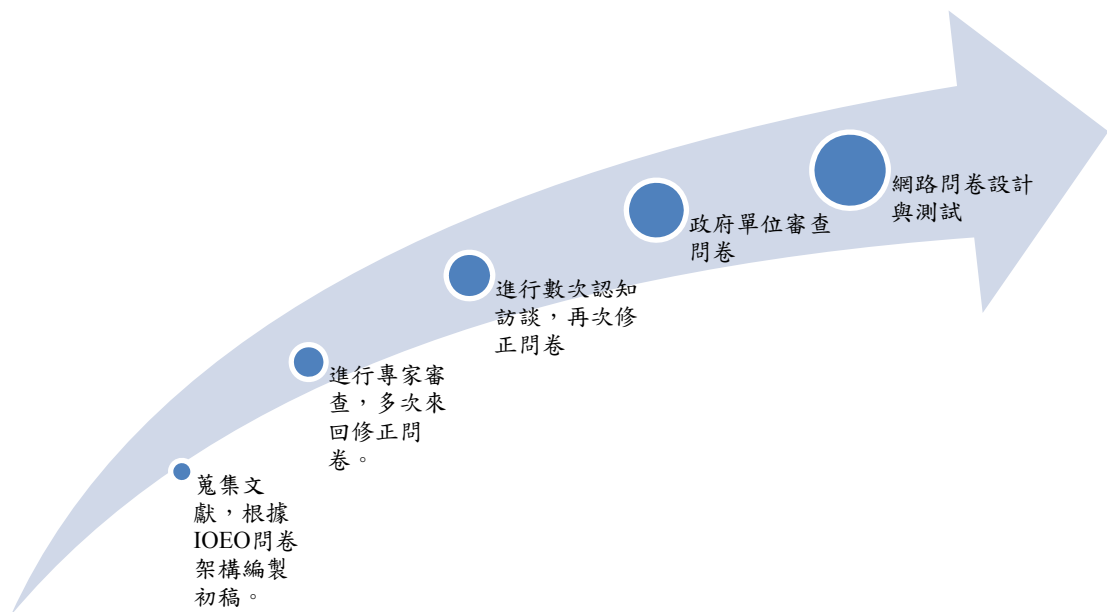 蒐集文
獻，根據
IOEO問卷
架構編製
初稿。
進行專家審
查，多次來
回修正問
卷。
進行數次認知
訪談，再次修
正問卷
政府單位審查
問卷
網路問卷設計
與測試